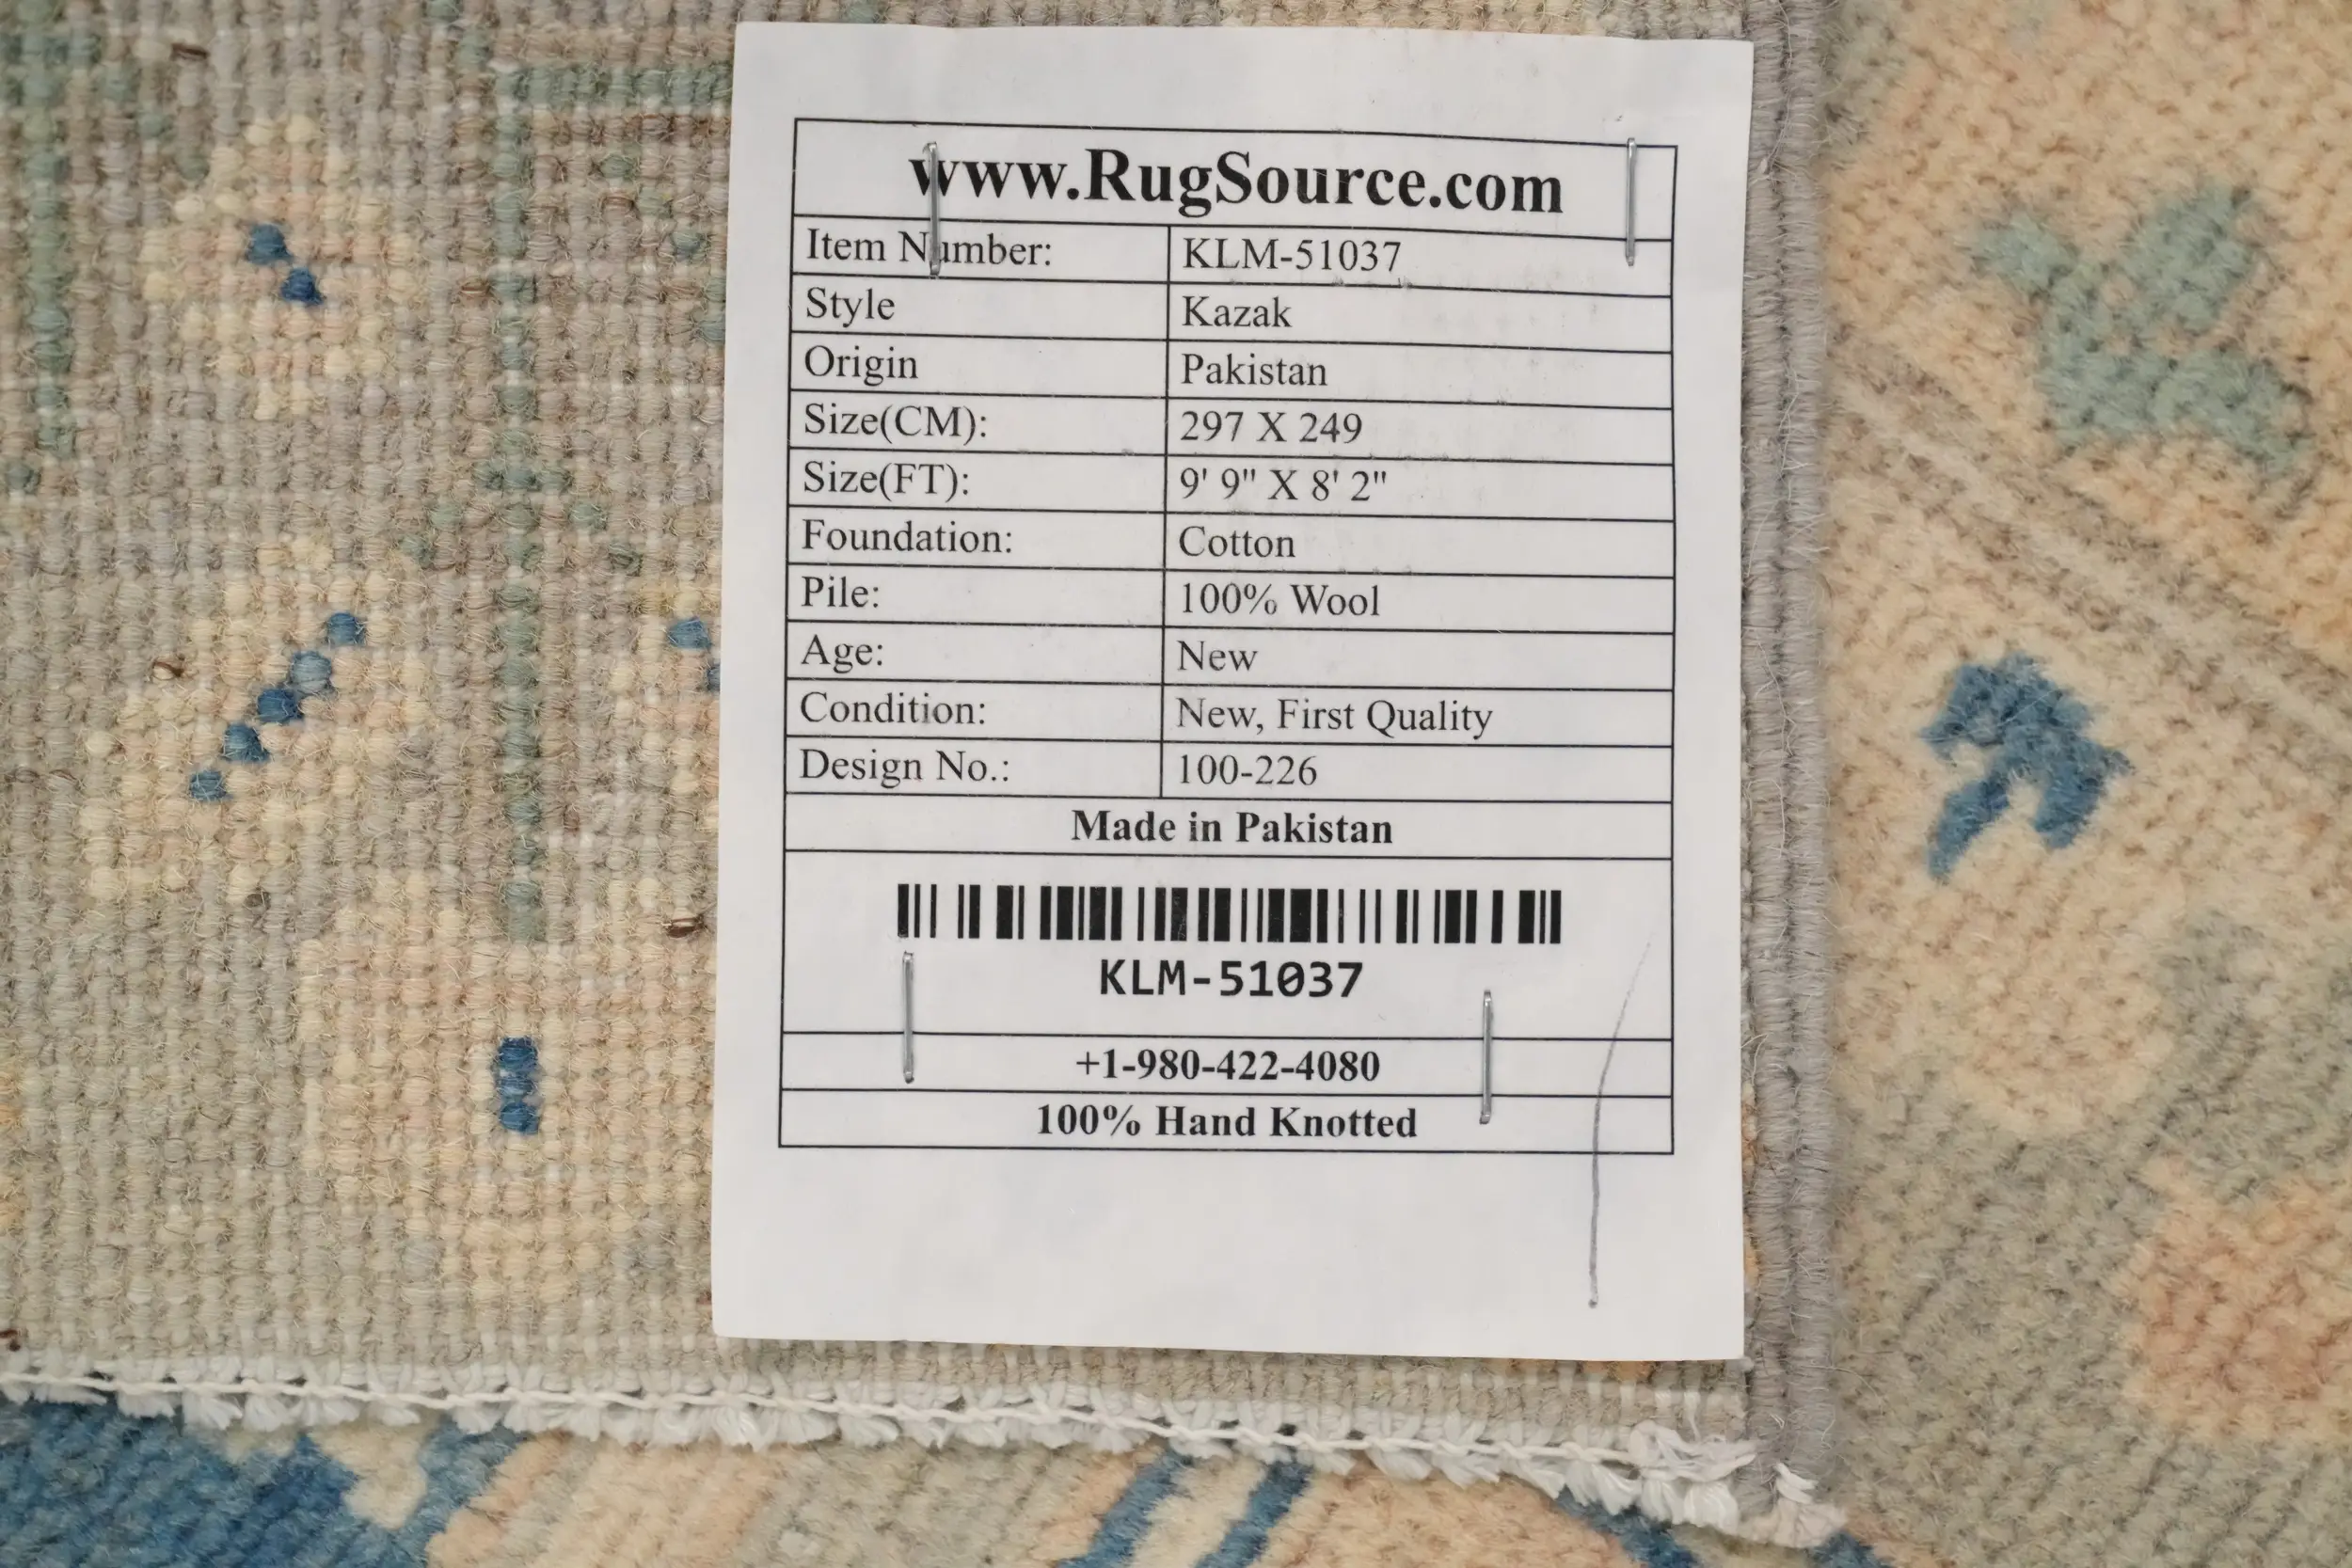 www.RugSource.com
Item Number: KLM-51037
Style Kazak
Origin Pakistan
Size(CM): 297 X 249
Size(FT): 9' 9" X 8' 2"
Foundation: Cotton
Pile: 100% Wool
Age: New
Condition: New, First Quality
Design No.: 100-226
Made in Pakistan
KLM-51037
+1-980-422-4080
100% Hand Knotted